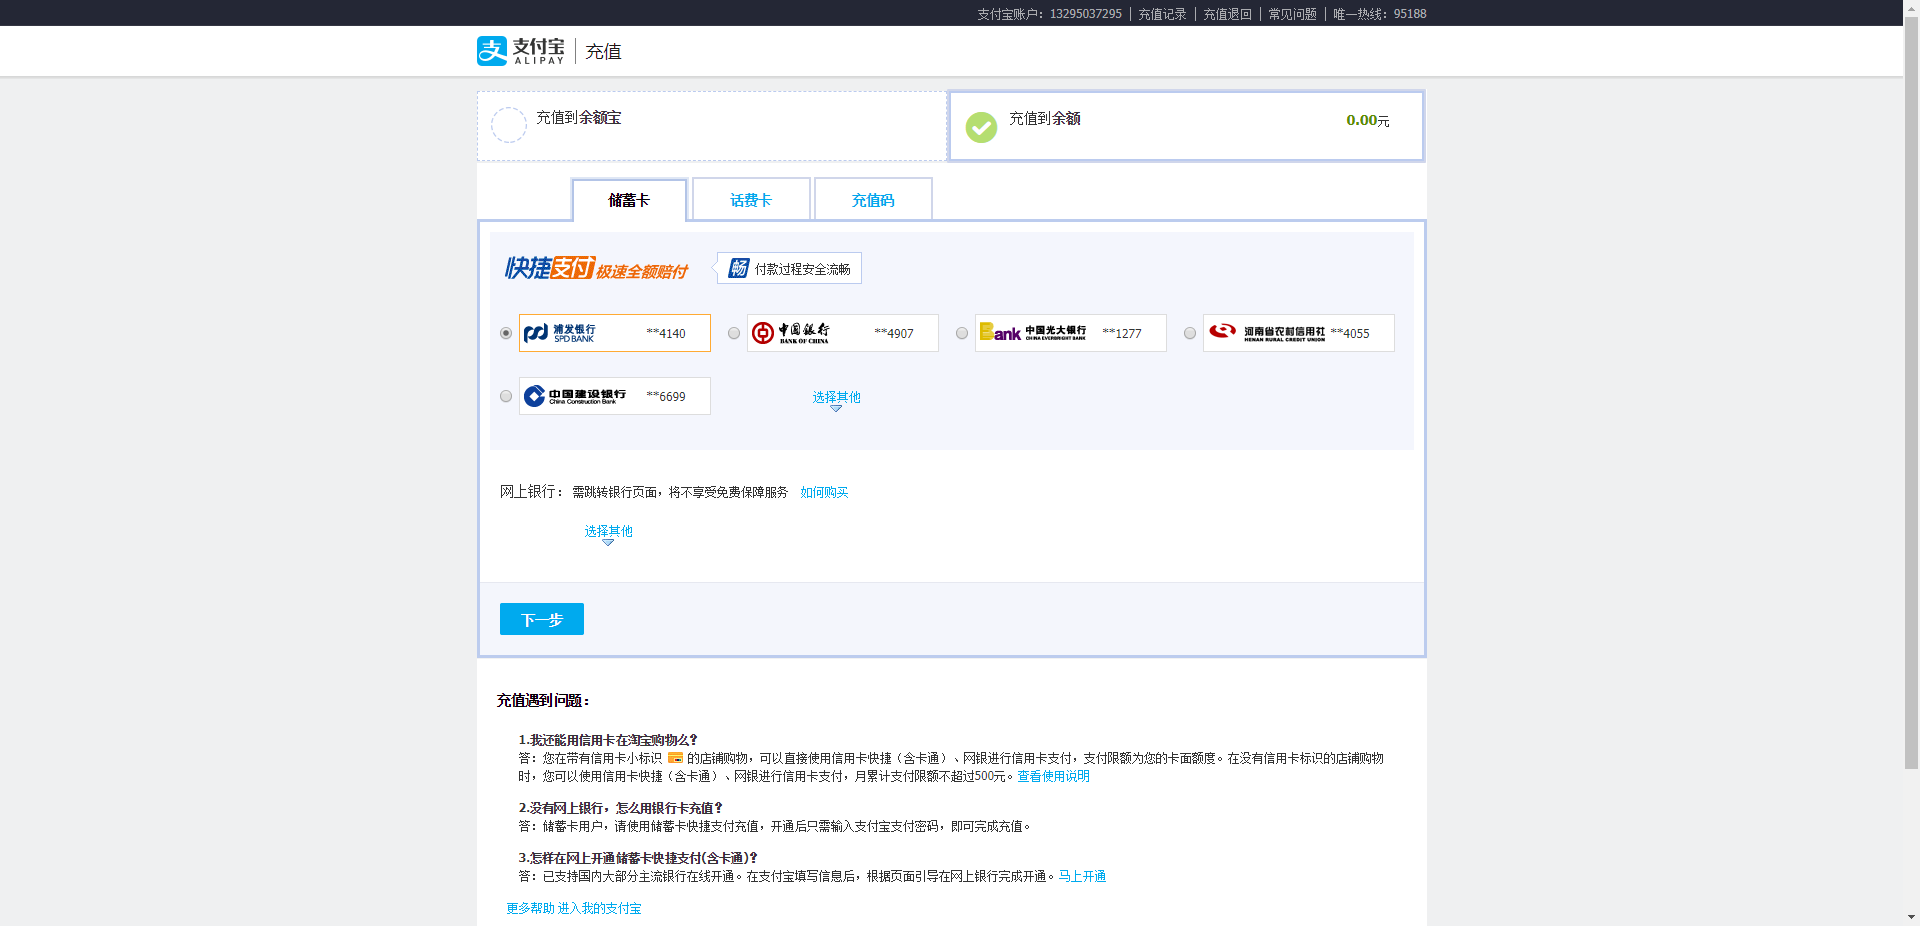 支付宝账户：13295037295 | 充值记录 | 充值退回 | 常见问题 | 唯一热线：95188
支 支付宝 ALIPAY | 充值
充值到余额宝
充值到余额 0.00元
储蓄卡 话费卡 充值码
快捷支付 极速全额赔付 畅 付款过程安全流畅
浦发银行 SPD BANK **4140
中国银行 BANK OF CHINA **4907
Bank 中国光大银行 CHINA EVERBRIGHT BANK **1277
河南省农村信用社 HENAN RURAL CREDIT UNION **4055
中国建设银行 China Construction Bank **6699
选择其他
网上银行：需跳转银行页面，将不享受免费保障服务 如何购买
选择其他
下一步
充值遇到问题：
1.我还能用信用卡在淘宝购物么？
答：您在带有信用卡小标识 的店铺购物，可以直接使用信用卡快捷（含卡通）、网银进行信用卡支付，支付限额为您的卡面额度。在没有信用卡标识的店铺购物
时，您可以使用信用卡快捷（含卡通）、网银进行信用卡支付，月累计支付限额不超过500元。查看使用说明
2.没有网上银行，怎么用银行卡充值？
答：储蓄卡用户，请使用储蓄卡快捷支付充值，开通后只需输入支付宝支付密码，即可完成充值。
3.怎样在网上开通储蓄卡快捷支付(含卡通)？
答：已支持国内大部分主流银行在线开通。在支付宝填写信息后，根据页面引导在网上银行完成开通。马上开通
更多帮助 进入我的支付宝